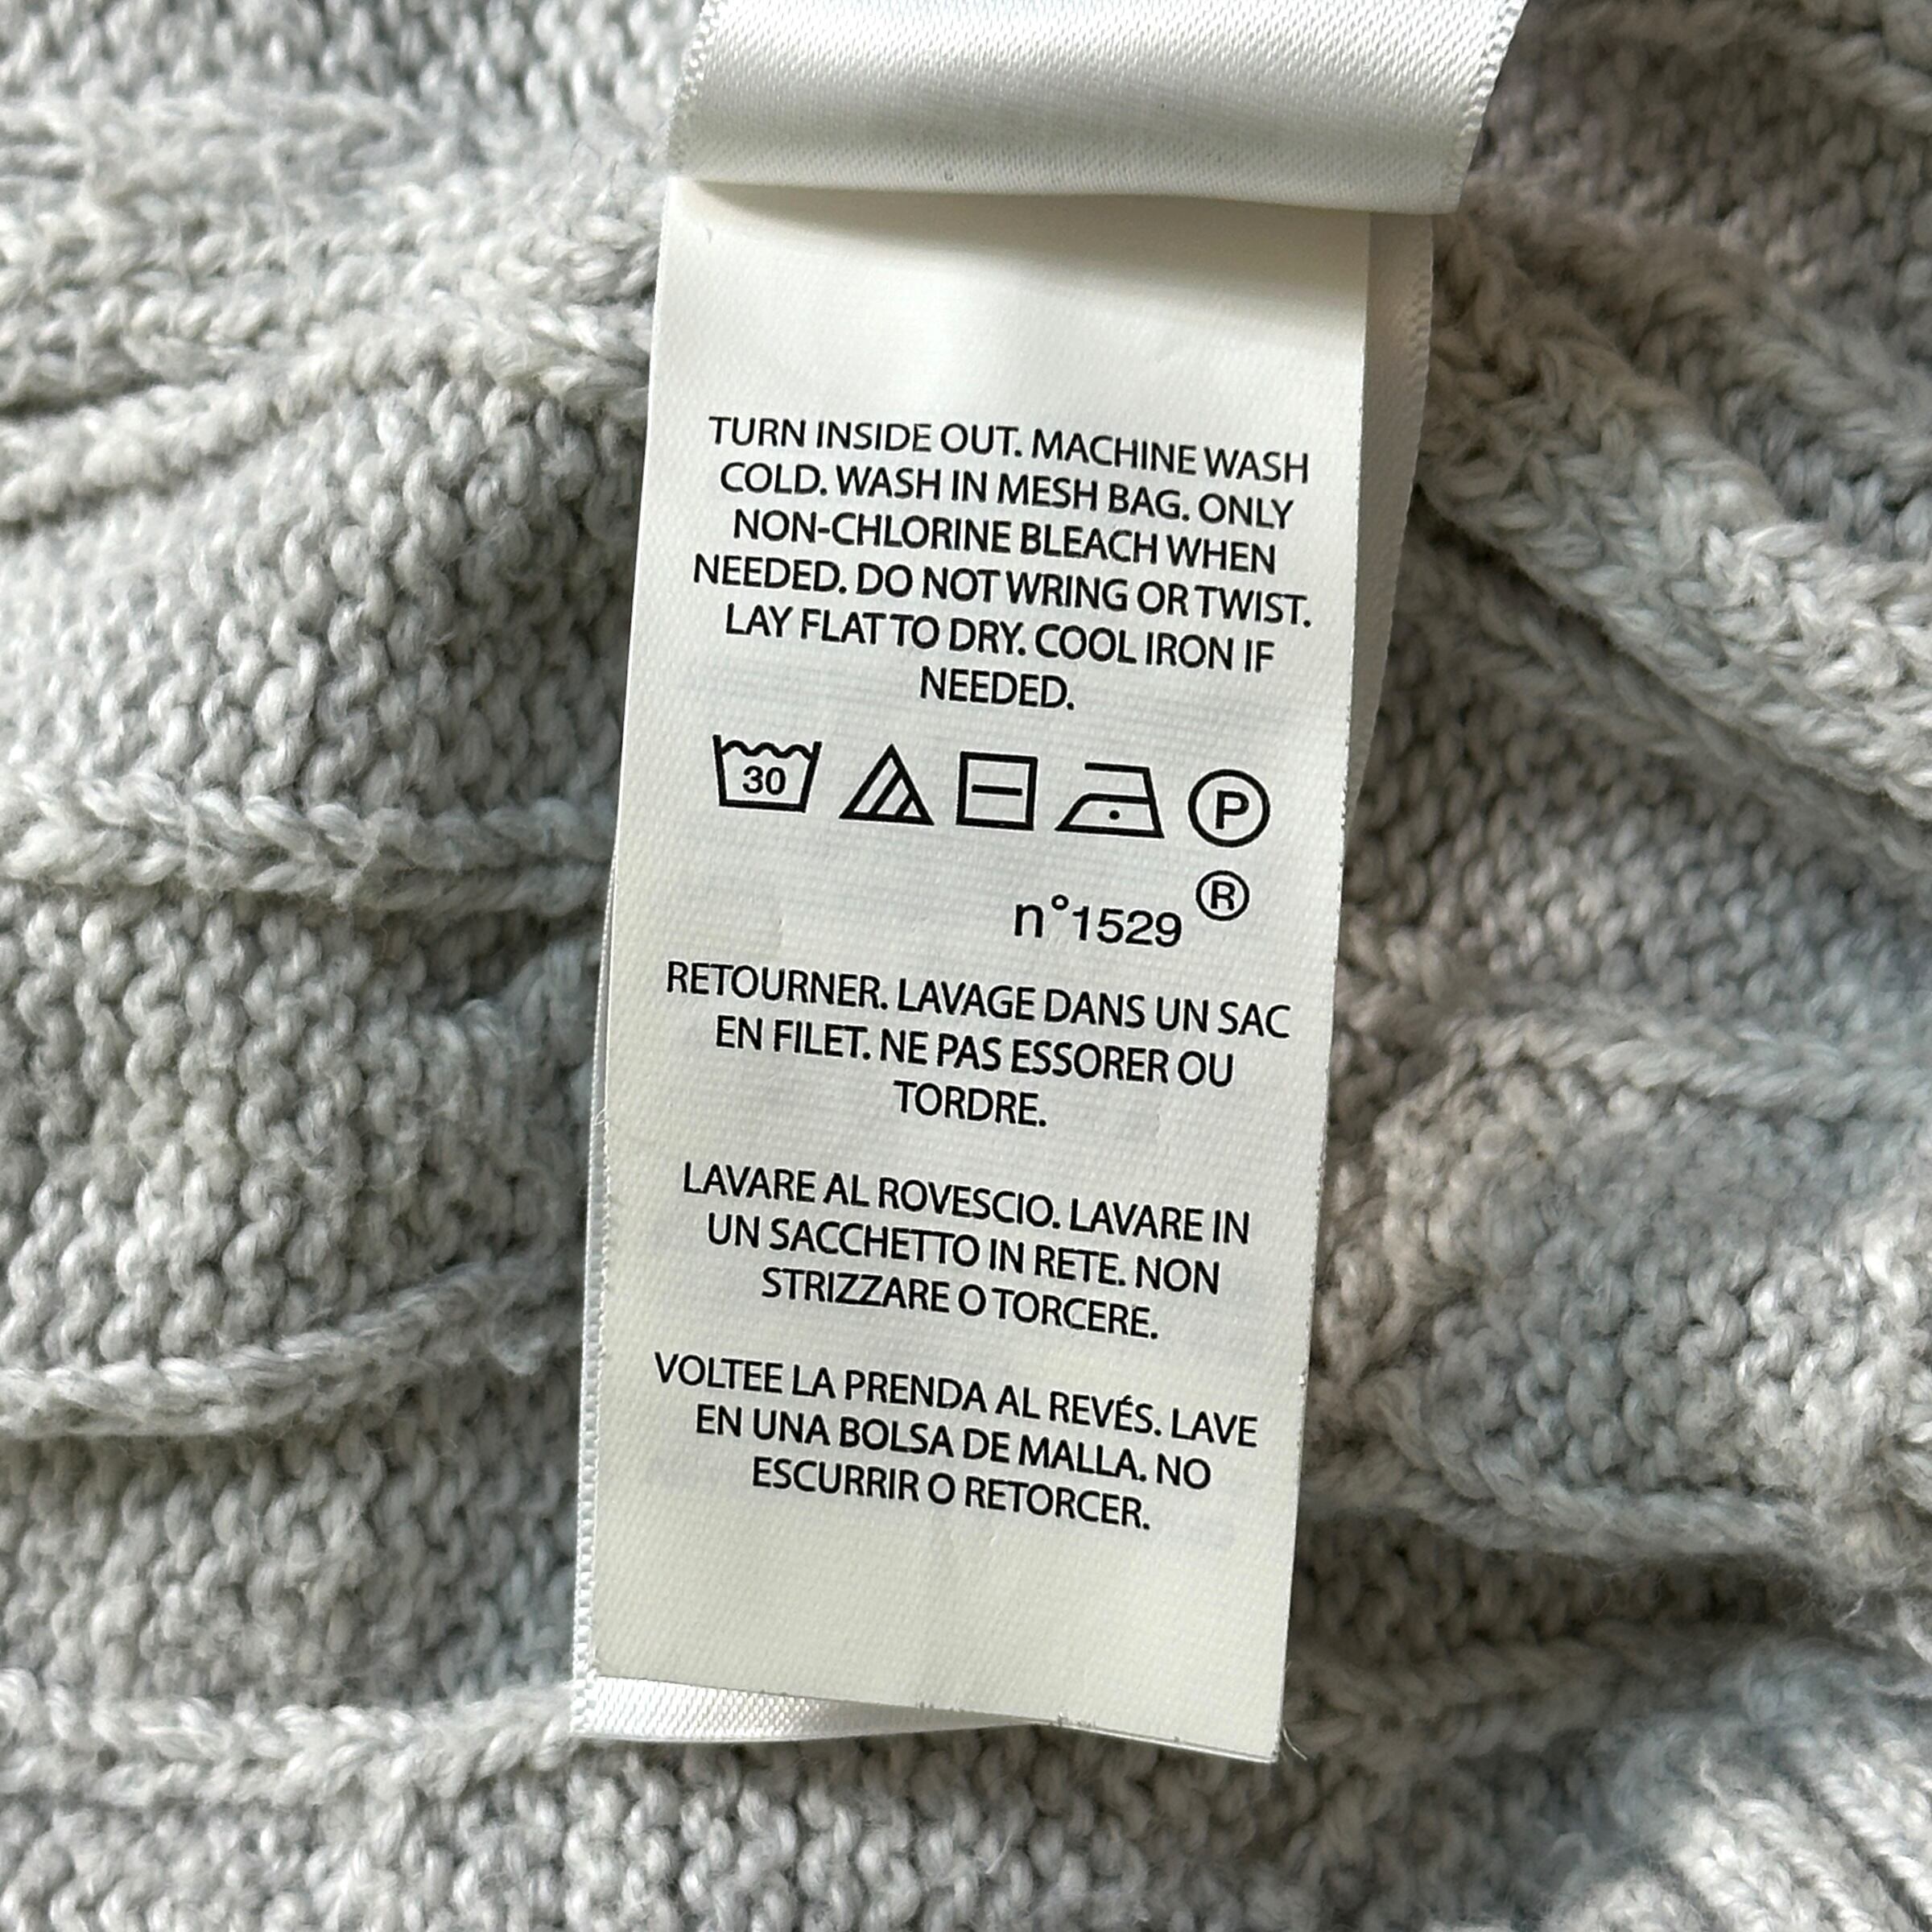 TURN INSIDE OUT. MACHINE WASH
COLD. WASH IN MESH BAG. ONLY
NON-CHLORINE BLEACH WHEN
NEEDED. DO NOT WRING OR TWIST.
LAY FLAT TO DRY. COOL IRON IF
NEEDED.
30 P
n°1529 ®
RETOURNER. LAVAGE DANS UN SAC
EN FILET. NE PAS ESSORER OU
TORDRE.
LAVARE AL ROVESCIO. LAVARE IN
UN SACCHETTO IN RETE. NON
STRIZZARE O TORCERE.
VOLTEE LA PRENDA AL REVÉS. LAVE
EN UNA BOLSA DE MALLA. NO
ESCURRIR O RETORCER.